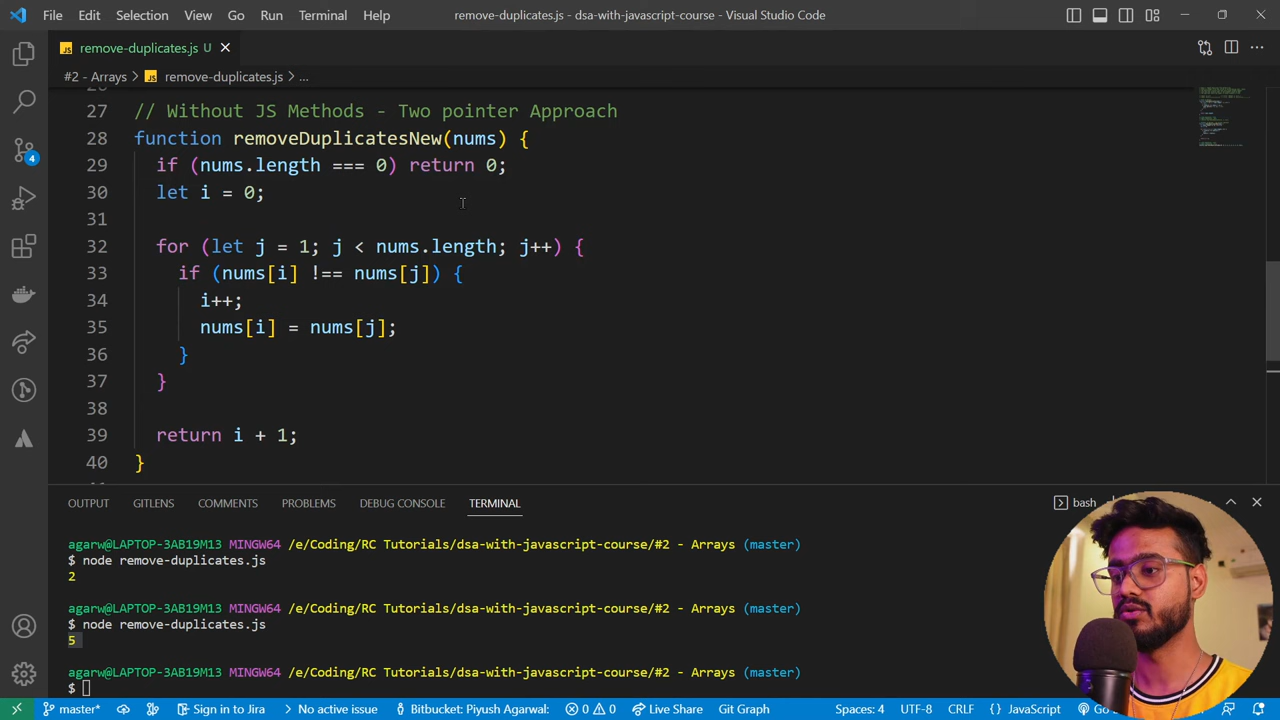 File Edit Selection View Go Run Terminal Help remove-duplicates.js - dsa-with-javascript-course - Visual Studio Code
JS remove-duplicates.js U
#2 - Arrays > JS remove-duplicates.js > ...
27 // Without JS Methods - Two pointer Approach
28 function removeDuplicatesNew(nums) {
29 if (nums.length === 0) return 0;
30 let i = 0;
31
32 for (let j = 1; j < nums.length; j++) {
33 if (nums[i] !== nums[j]) {
34 i++;
35 nums[i] = nums[j];
36 }
37 }
38
39 return i + 1;
40 }
4
OUTPUT GITLENS COMMENTS PROBLEMS DEBUG CONSOLE TERMINAL bash
agarw@LAPTOP-3AB19M13 MINGW64 /e/Coding/RC Tutorials/dsa-with-javascript-course/#2 - Arrays (master)
$ node remove-duplicates.js
2
agarw@LAPTOP-3AB19M13 MINGW64 /e/Coding/RC Tutorials/dsa-with-javascript-course/#2 - Arrays (master)
$ node remove-duplicates.js
5
agarw@LAPTOP-3AB19M13 MINGW64 /e/Coding/RC Tutorials/dsa-with-javascript-course/#2 - Arrays (master)
$
master* Sign in to Jira No active issue Bitbucket: Piyush Agarwal: 0 0 Live Share Git Graph Spaces: 4 UTF-8 CRLF {} JavaScript Go